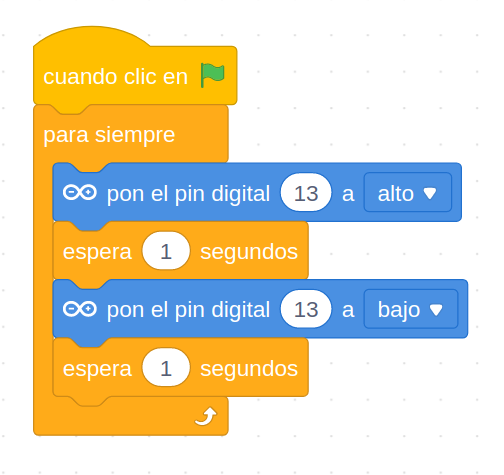 cuando clic en
para siempre
pon el pin digital 13 a alto
espera 1 segundos
pon el pin digital 13 a bajo
espera 1 segundos